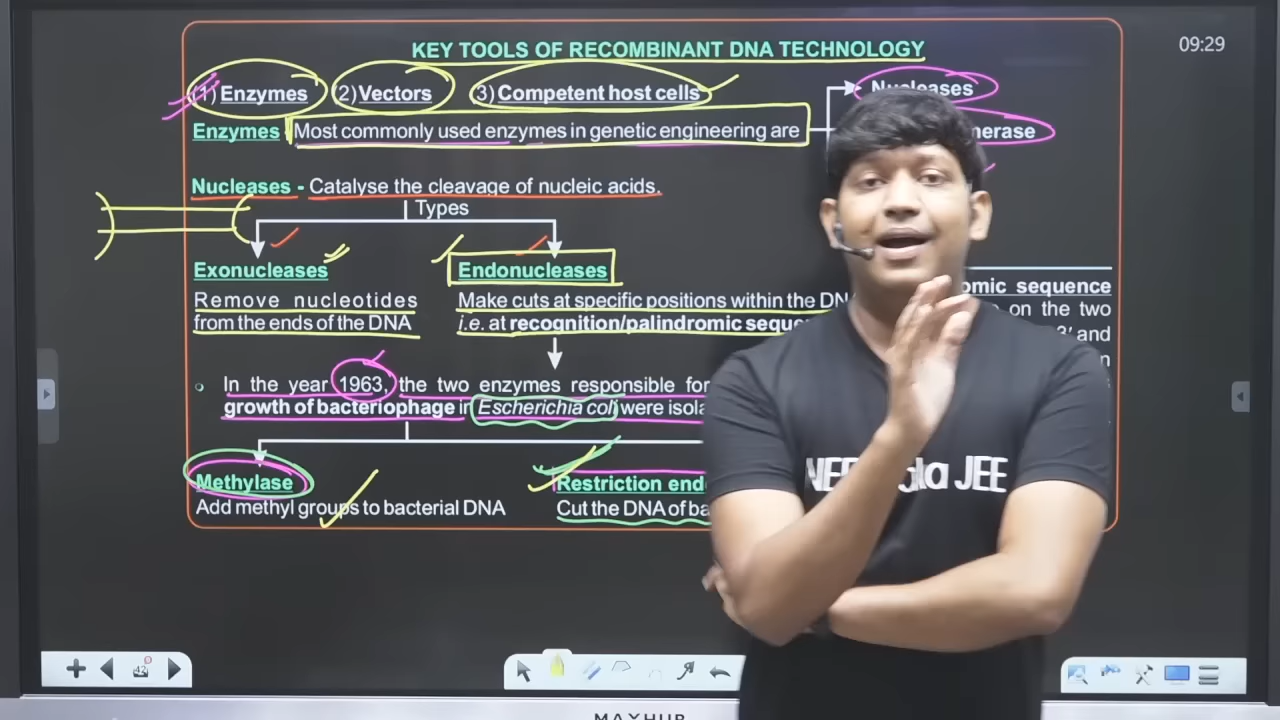 09:29
KEY TOOLS OF RECOMBINANT DNA TECHNOLOGY
(1) Enzymes 2) Vectors 3) Competent host cells Nucleases
Enzymes Most commonly used enzymes in genetic engineering are merase
Nucleases - Catalyse the cleavage of nucleic acids.
Types
Exonucleases Endonucleases
Remove nucleotides Make cuts at specific positions within the DN omic sequence
from the ends of the DNA i.e. at recognition/palindromic sequ on the two
3' and
In the year 1963, the two enzymes responsible for
growth of bacteriophage in Escherichia coli were isola
Methylase Restriction end
Add methyl groups to bacterial DNA Cut the DNA of ba
JEE
42
MAXHUB